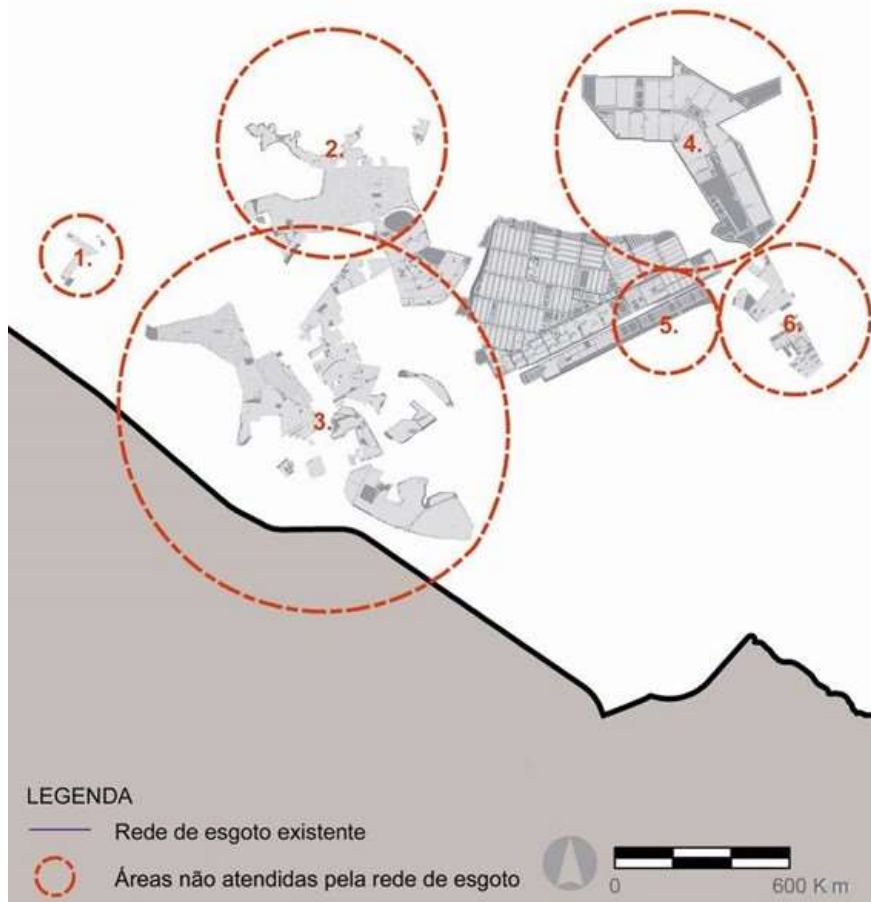 2.
4.
1.
5.
6.
3.
LEGENDA
Rede de esgoto existente
Áreas não atendidas pela rede de esgoto
0
600 K m